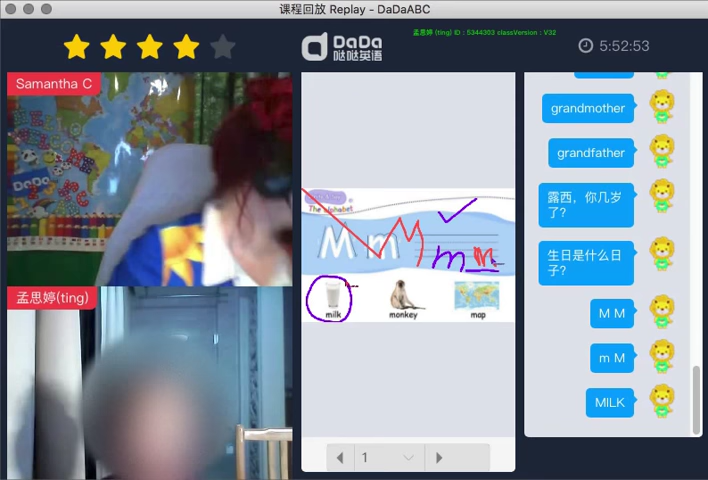 课程回放 Replay - DaDaABC
孟思婷 (ting) ID : 5344303 classVersion : V32
DaDa
哒哒英语
5:52:53
Samantha C
孟思婷(ting)
The alphabet
M m
M
m m
milk
monkey
map
1
grandmother
grandfather
露西，你几岁
了?
生日是什么日
子?
M M
m M
MILK